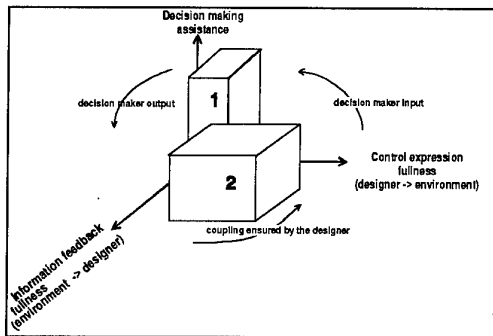 Decision making
assistance
decision maker output
1
decision maker input
2
Control expression
fullness
(designer -> environment)
coupling ensured by the designer
Information feedback
fullness
(environment -> designer)